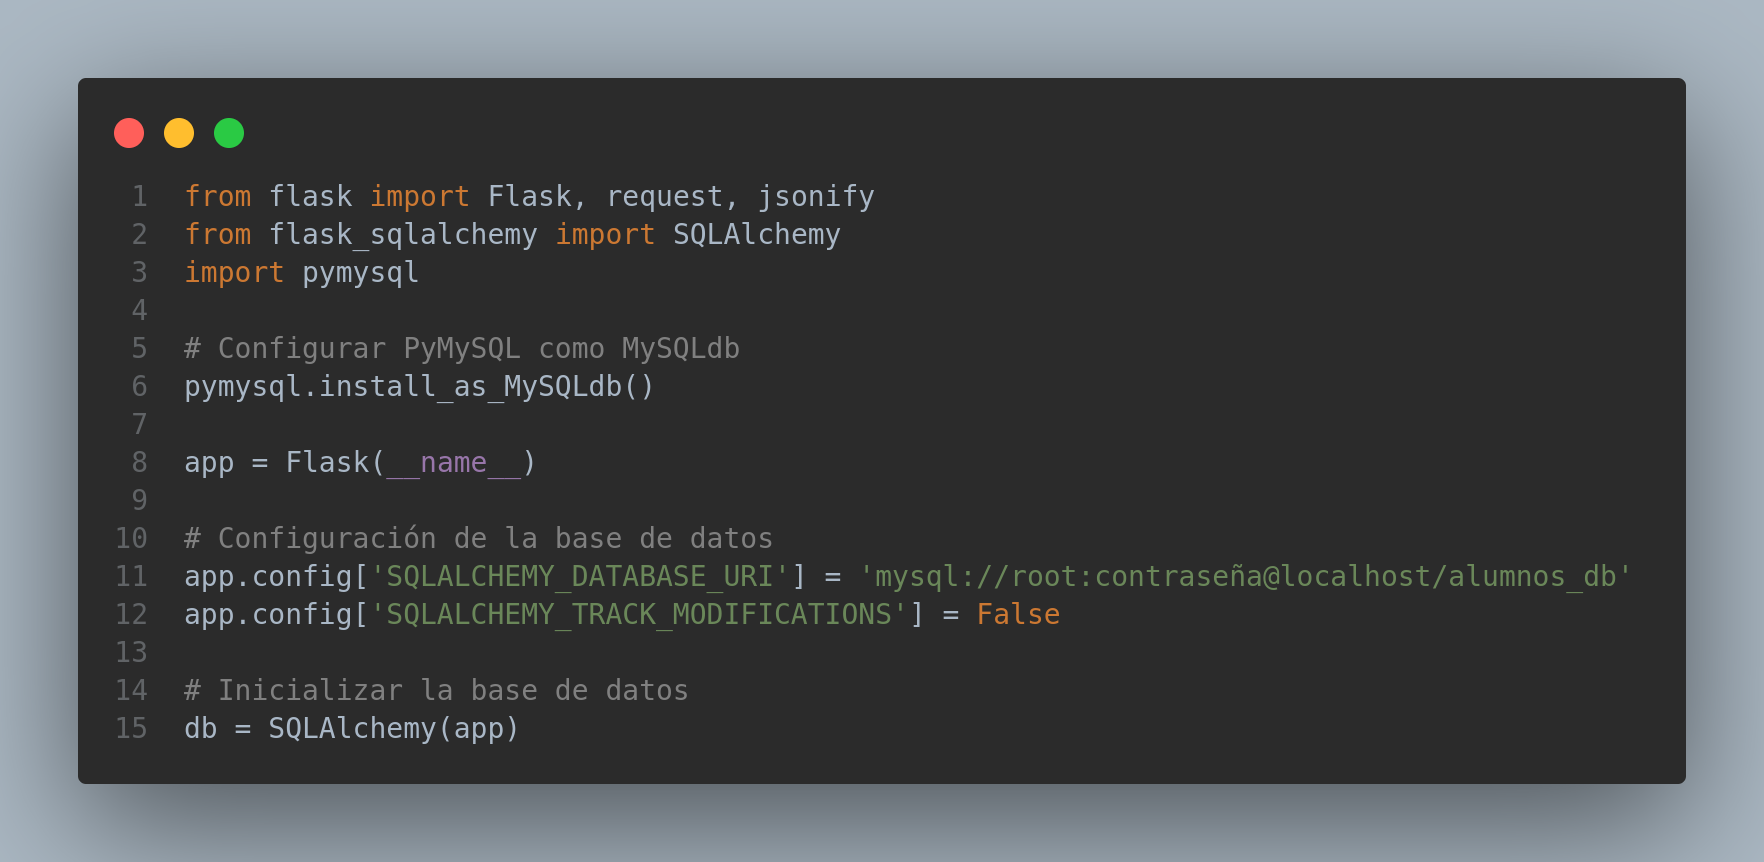 1 from flask import Flask, request, jsonify
2 from flask_sqlalchemy import SQLAlchemy
3 import pymysql
4
5 # Configurar PyMySQL como MySQLdb
6 pymysql.install_as_MySQLdb()
7
8 app = Flask(__name__)
9
10 # Configuración de la base de datos
11 app.config['SQLALCHEMY_DATABASE_URI'] = 'mysql://root:contraseña@localhost/alumnos_db'
12 app.config['SQLALCHEMY_TRACK_MODIFICATIONS'] = False
13
14 # Inicializar la base de datos
15 db = SQLAlchemy(app)